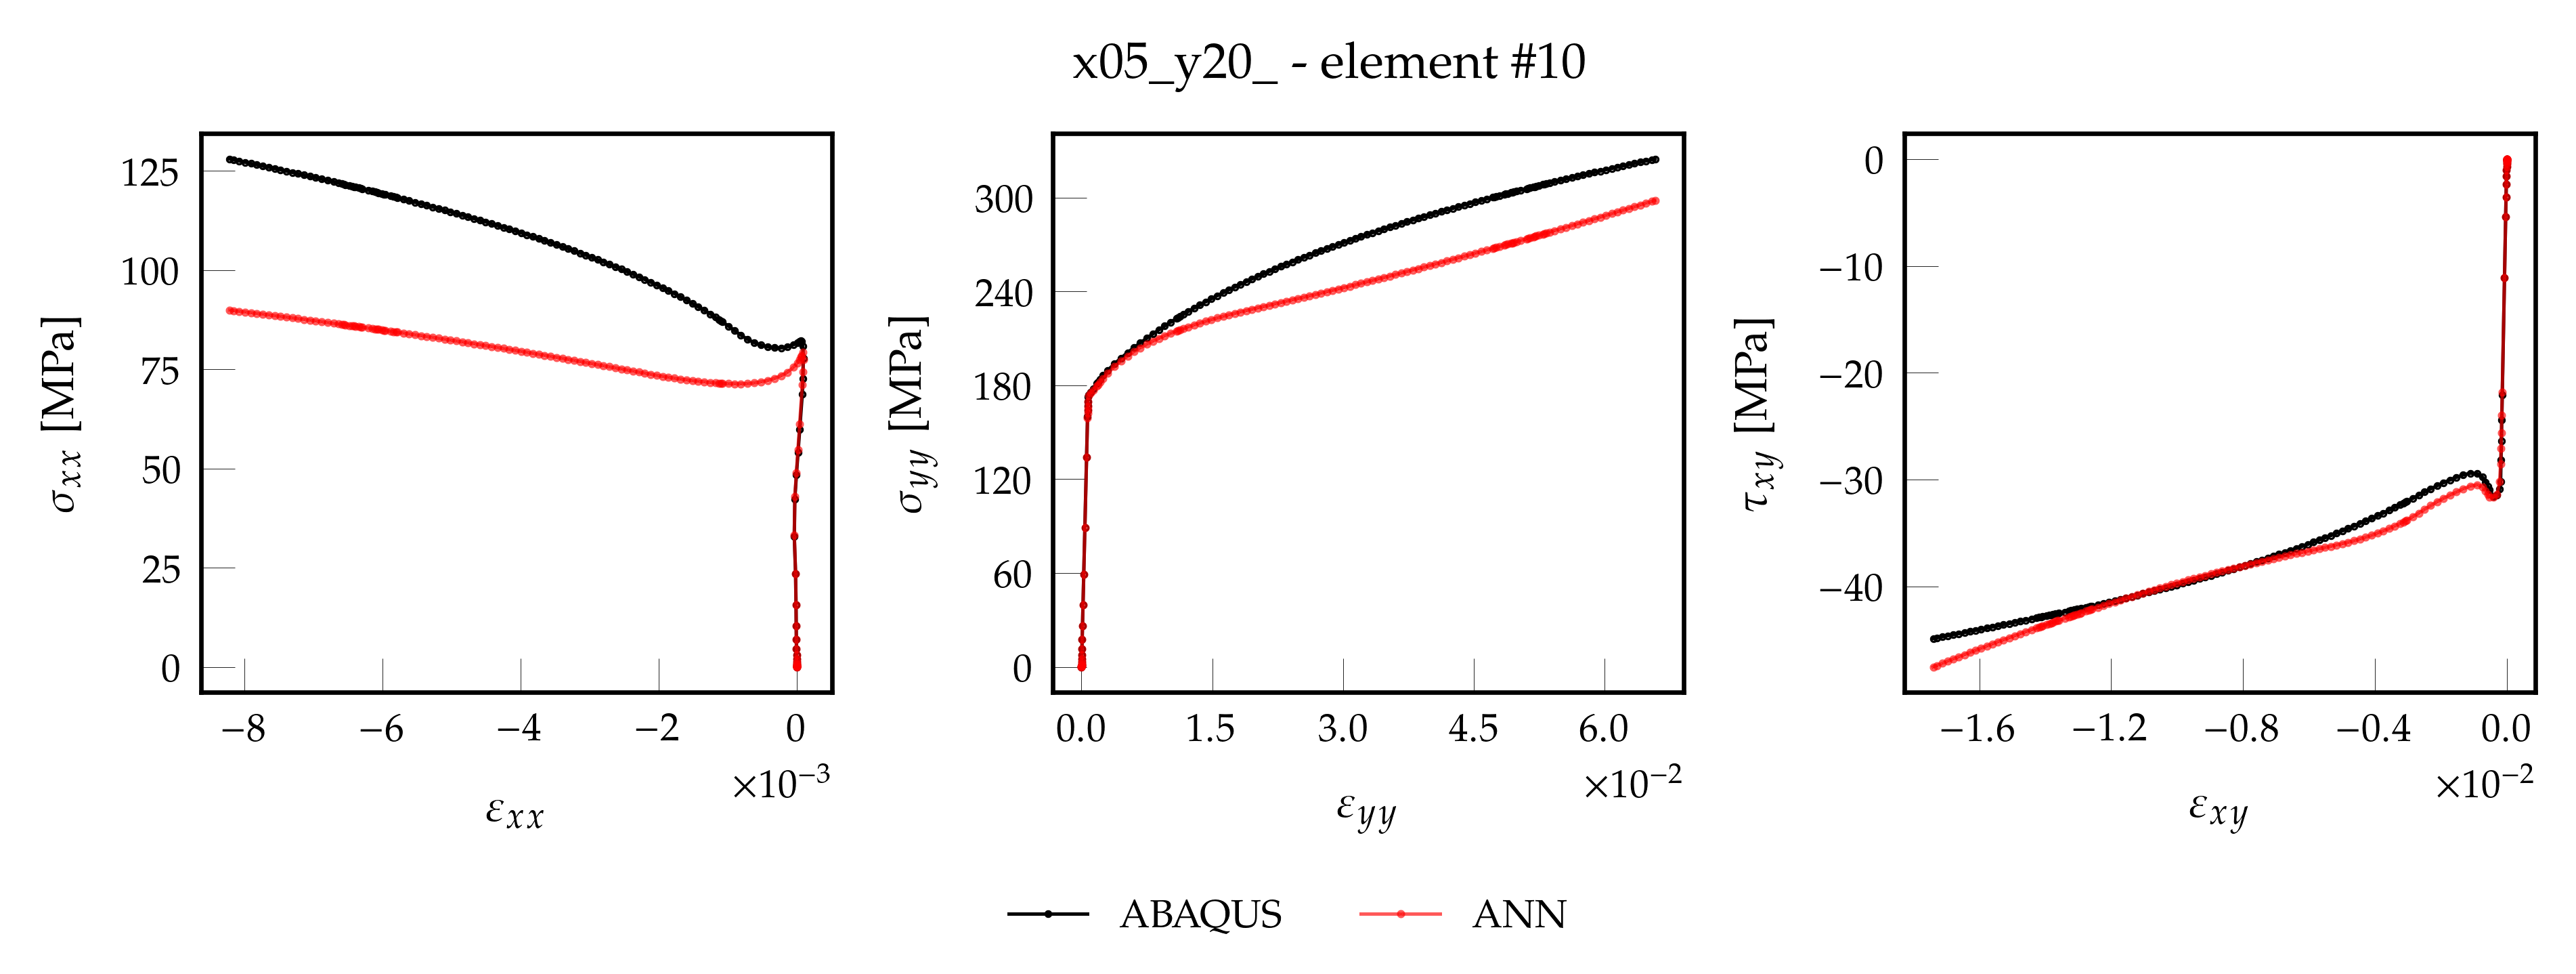 x05_y20_ - element #10
σxx [MPa]
125
100
75
50
25
0
−8 −6 −4 −2 0
×10⁻³
εxx
σyy [MPa]
300
240
180
120
60
0
0.0 1.5 3.0 4.5 6.0
×10⁻²
εyy
τxy [MPa]
0
−10
−20
−30
−40
−1.6 −1.2 −0.8 −0.4 0.0
×10⁻²
εxy
ABAQUS ANN